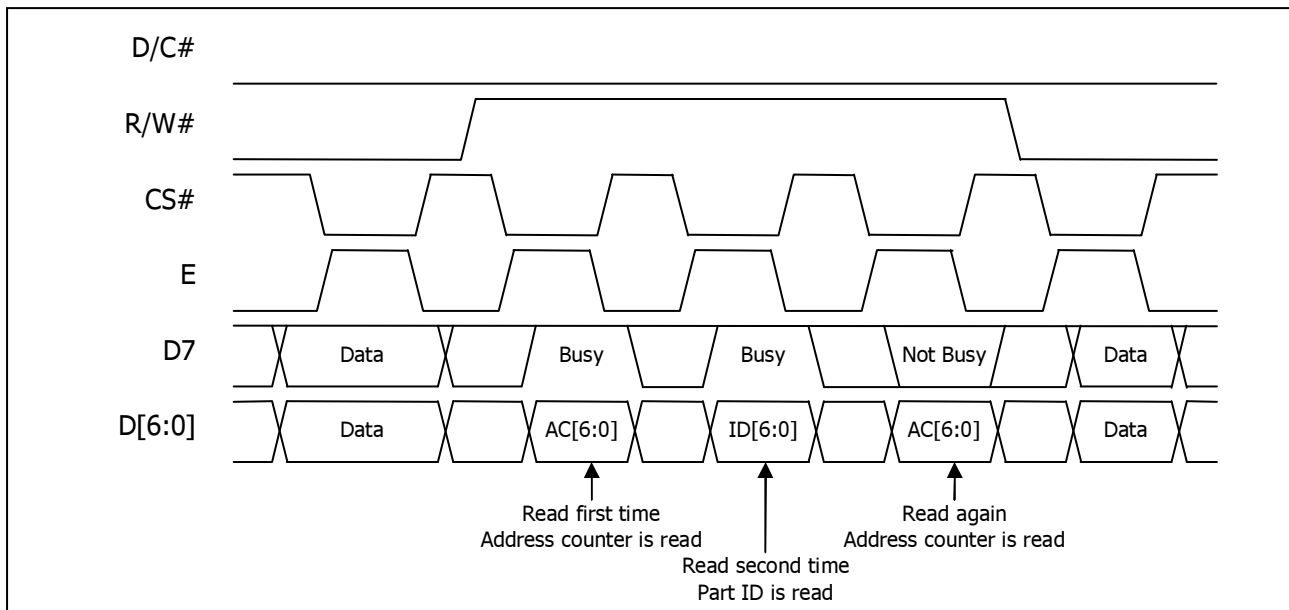 D/C#
R/W#
CS#
E
D7
Data
Busy
Busy
Not Busy
Data
D[6:0]
Data
AC[6:0]
ID[6:0]
AC[6:0]
Data
Read first time
Address counter is read
Read second time
Part ID is read
Read again
Address counter is read